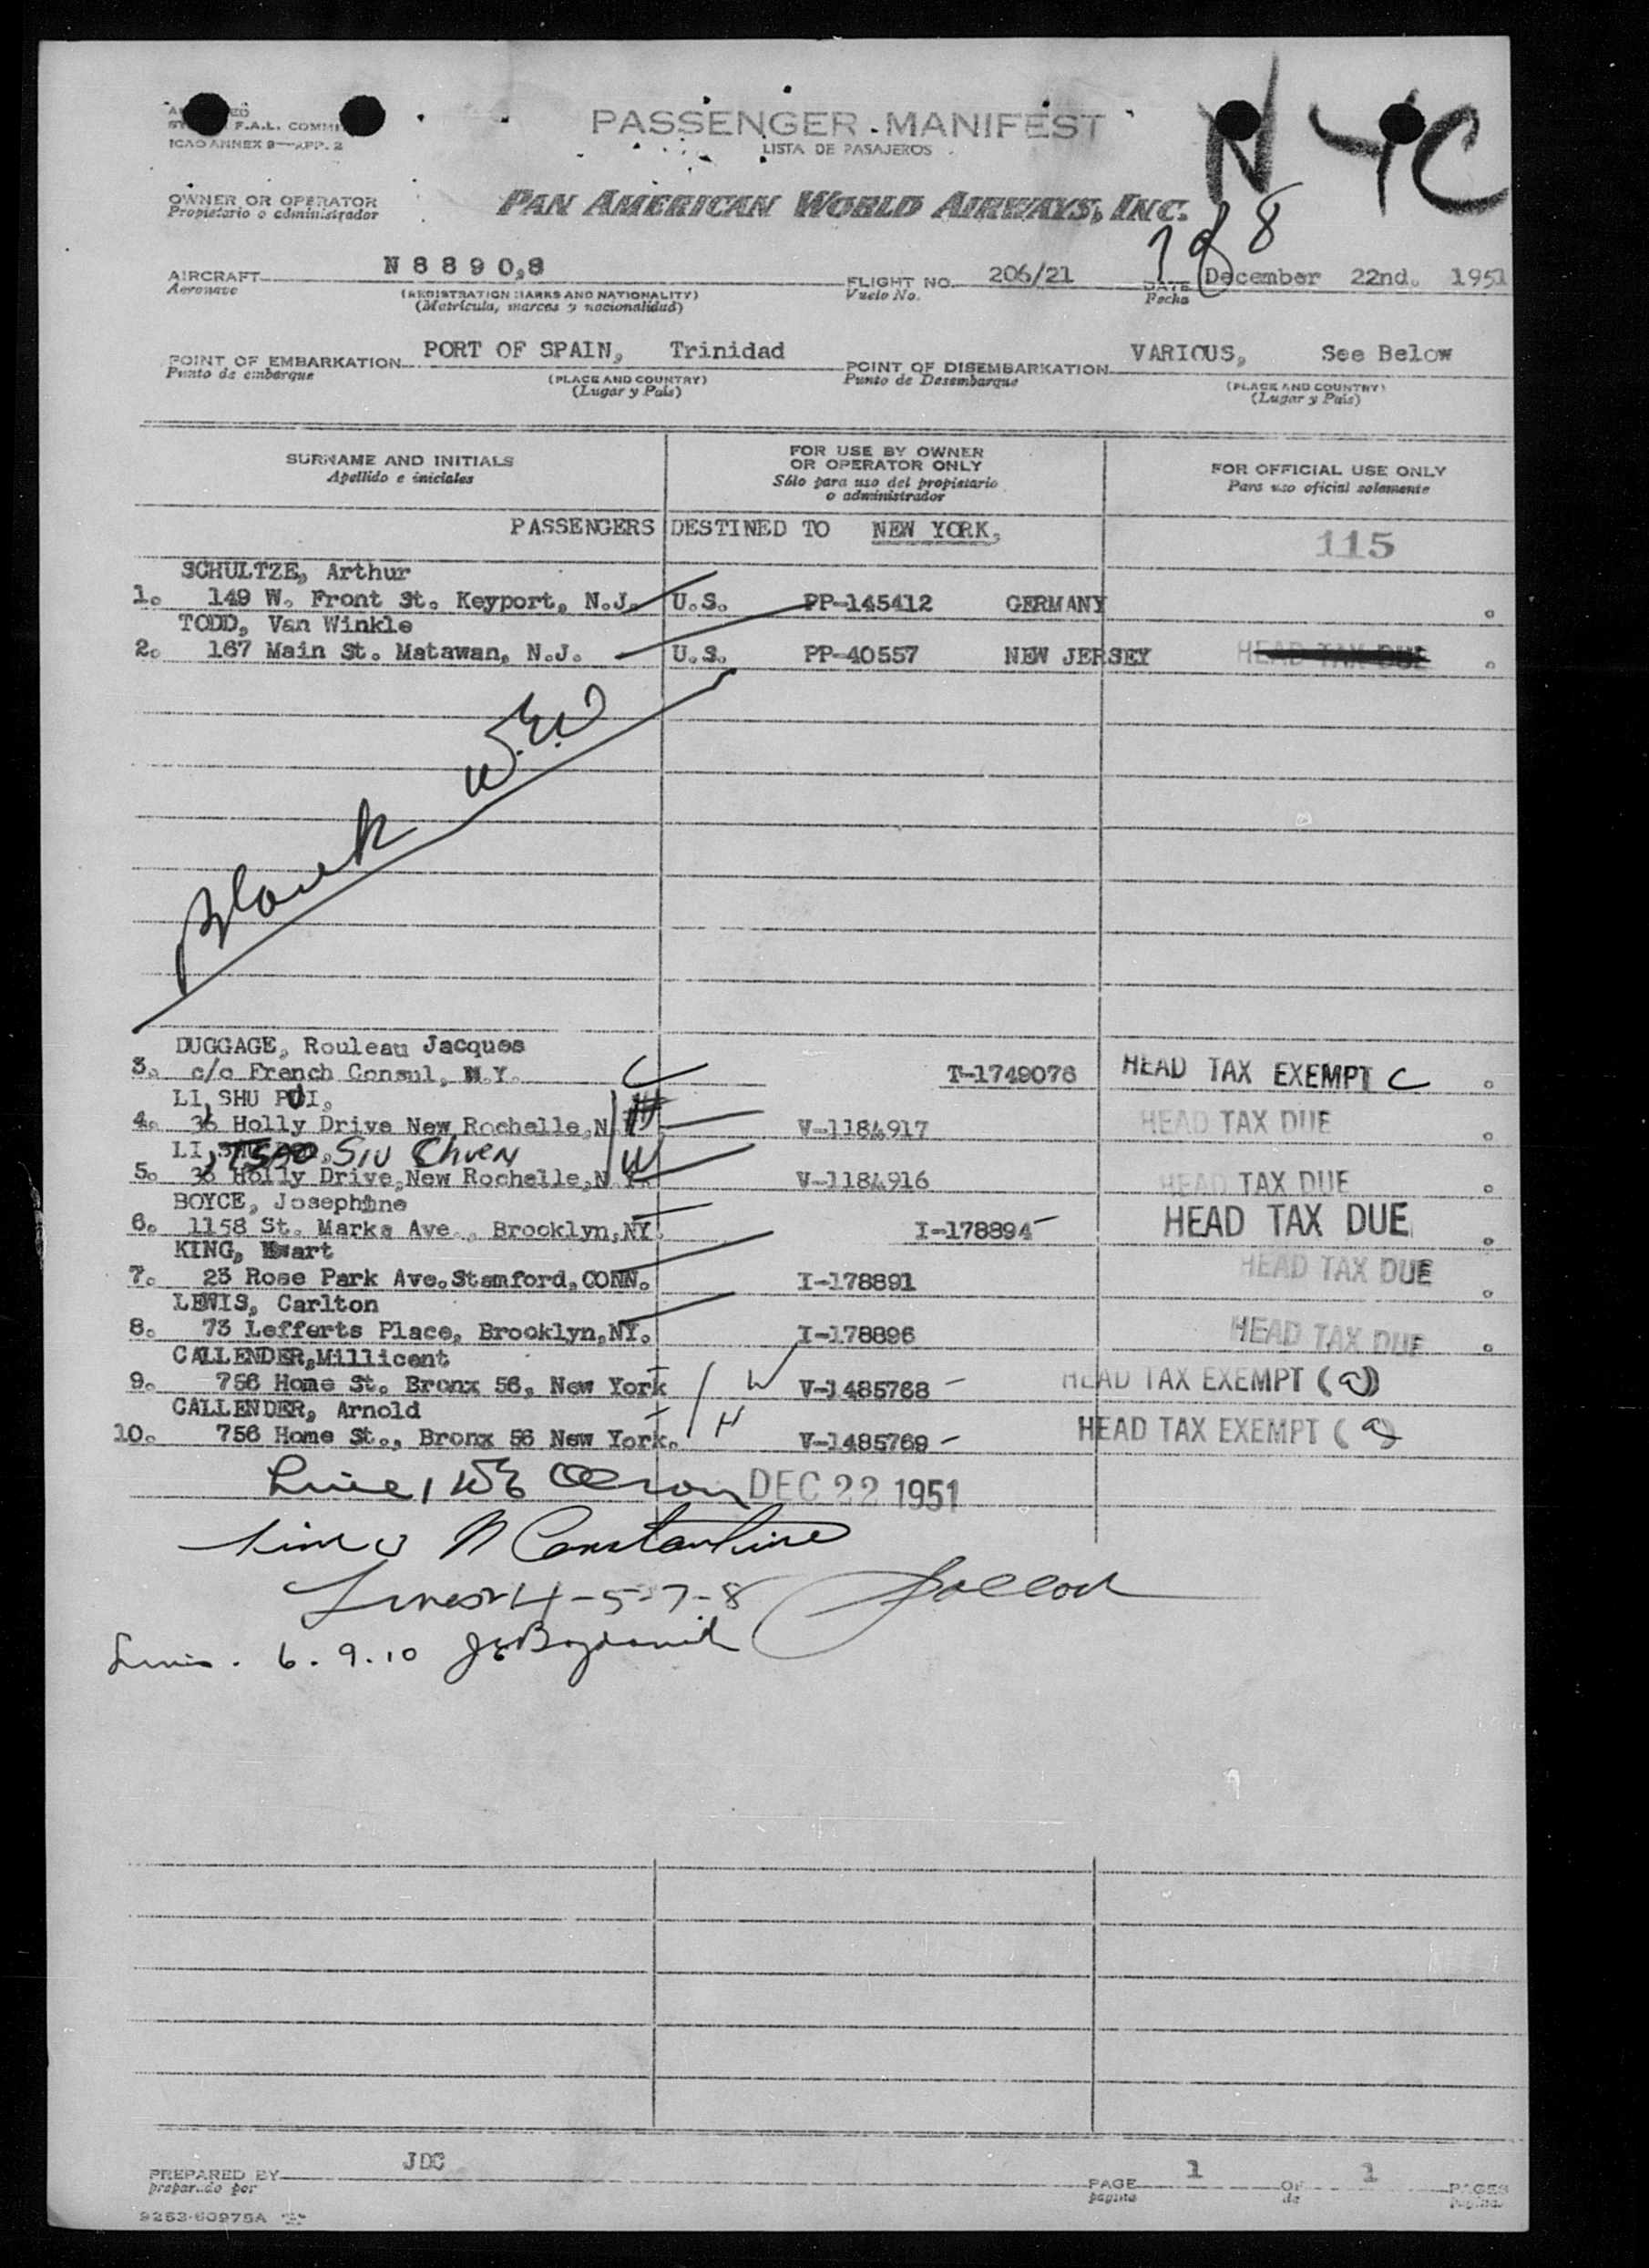 F.A.L.
ICAO ANNEX 9—APP. 2
PASSENGER MANIFEST
LISTA DE PASAJEROS
NYC
OWNER OR OPERATOR
Propietario o administrador
PAN AMERICAN WORLD AIRWAYS, INC.
AIRCRAFT N 8 8 9 0 8
Aeronave
(REGISTRATION MARKS AND NATIONALITY)
(Matrícula, marcas y nacionalidad)
FLIGHT NO. 206/21
Vuelo No.
DATE December 22nd. 1951
Fecha
POINT OF EMBARKATION PORT OF SPAIN, Trinidad
Punto de embarque
(PLACE AND COUNTRY)
(Lugar y País)
POINT OF DISEMBARKATION VARIOUS, See Below
Punto de Desembarque
(PLACE AND COUNTRY)
(Lugar y País)
SURNAME AND INITIALS
Apellido e iniciales
FOR USE BY OWNER
OR OPERATOR ONLY
Sólo para uso del propietario
o administrador
FOR OFFICIAL USE ONLY
Para uso oficial solamente
PASSENGERS DESTINED TO NEW YORK.
115
SCHULTZE, Arthur
1. 149 W. Front St. Keyport, N.J. U.S. PP-145412 GERMANY
TODD, Van Winkle
2. 167 Main St. Matawan, N.J. U.S. PP-40557 NEW JERSEY HEAD TAX DUE
Blank W.E.O
DUGGAGE, Rouleau Jacques
3. c/o French Consul, N.Y. T-1749076 HEAD TAX EXEMPT C
LI, SHU PUI.
4. 36 Holly Drive New Rochelle, N H V-1184917 HEAD TAX DUE
LI, TSAO SIU CHUEN
5. 36 Holly Drive, New Rochelle, N.Y. W V-1184916 HEAD TAX DUE
BOYCE, Josephine
6. 1158 St. Marks Ave., Brooklyn, NY. I-178894 HEAD TAX DUE
KING, Ewart
7. 23 Rose Park Ave. Stamford, CONN. I-178891 HEAD TAX DUE
LEWIS, Carlton
8. 73 Lefferts Place, Brooklyn, NY. I-178896 HEAD TAX DUE
CALLENDER, Millicent
9. 756 Home St. Bronx 56, New York W V-1485768 HEAD TAX EXEMPT (a)
CALLENDER, Arnold
10. 756 Home St., Bronx 56 New York. H V-1485769 HEAD TAX EXEMPT (a)
DEC 22 1951
Constantine
Lines 4-5-7-8
6. 9. 10
PREPARED BY JDC
preparado por
PAGE 1 OF 1 PAGES
página de páginas
9263-60975A